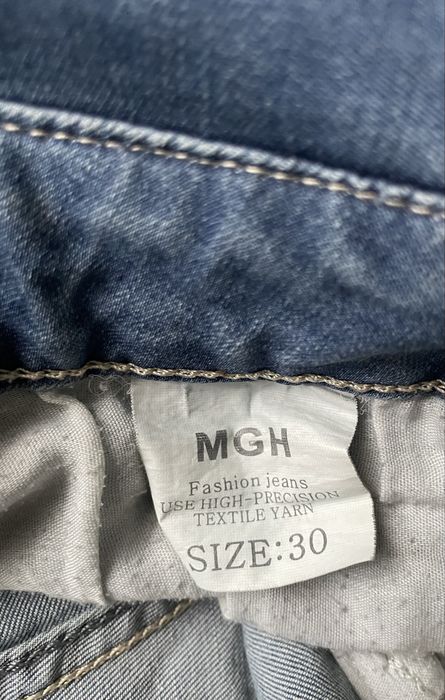 MGH
Fashion jeans
USE HIGH-PRECISION
TEXTILE YARN
SIZE:30